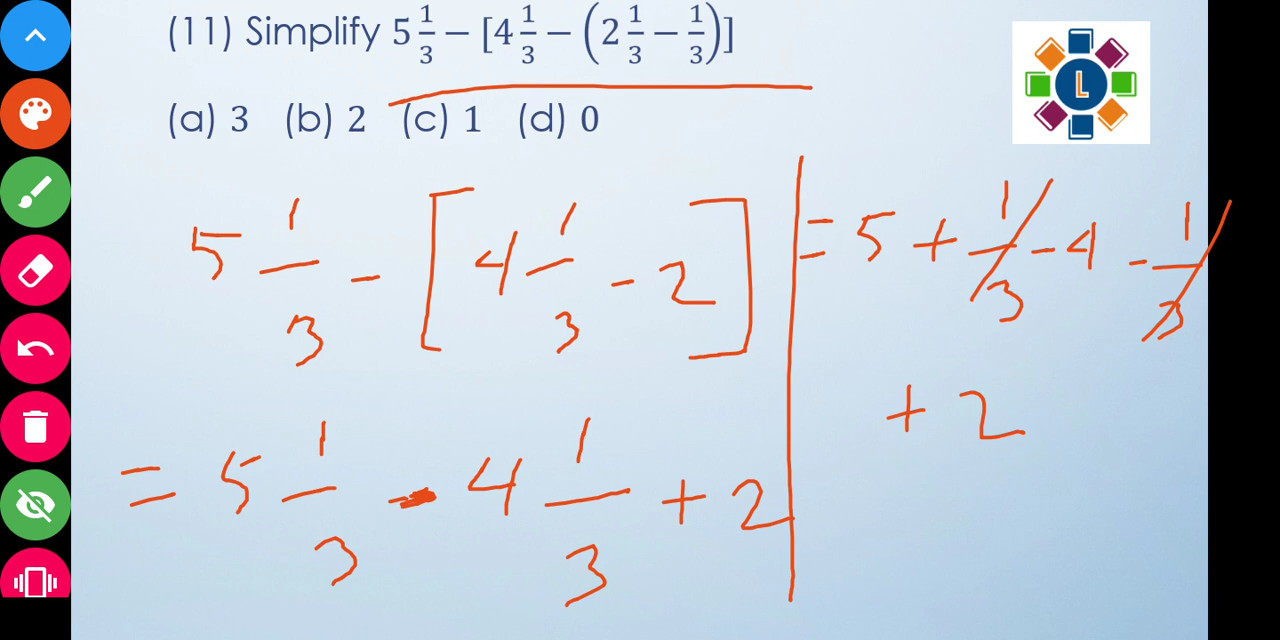 (11) Simplify 5 1/3 − [4 1/3 − (2 1/3 − 1/3)]
(a) 3 (b) 2 (c) 1 (d) 0
L
5 1/3 - [4 1/3 - 2]
= 5 1/3 - 4 1/3 + 2
= 5 + 1/3 - 4 - 1/3
+ 2